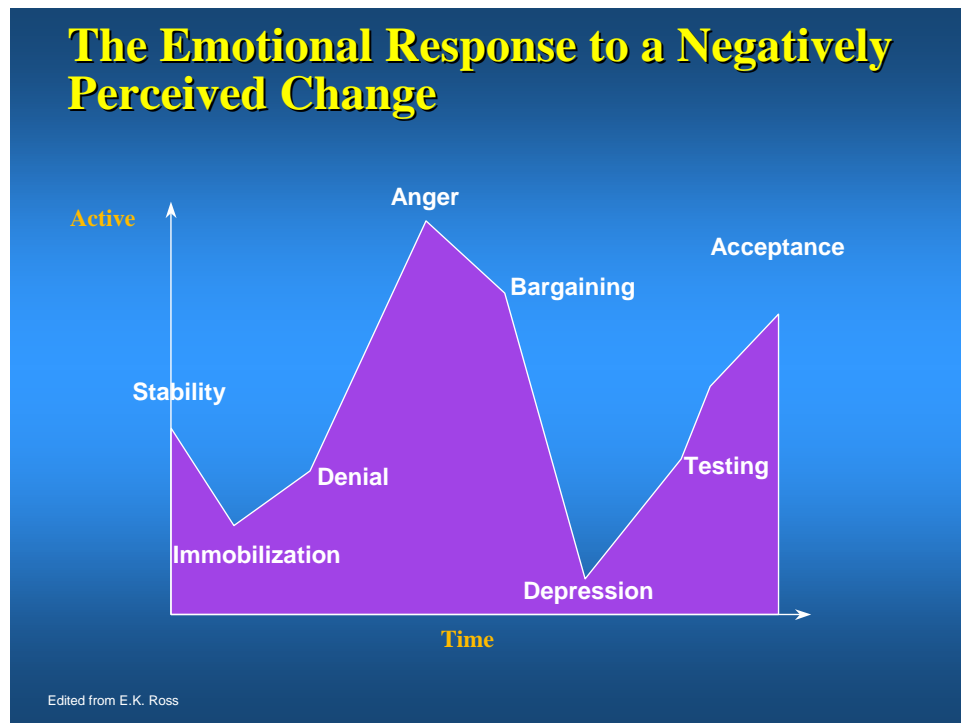 The Emotional Response to a Negatively
Perceived Change
Anger
Active
Acceptance
Bargaining
Stability
Testing
Denial
Immobilization
Depression
Time
Edited from E.K. Ross